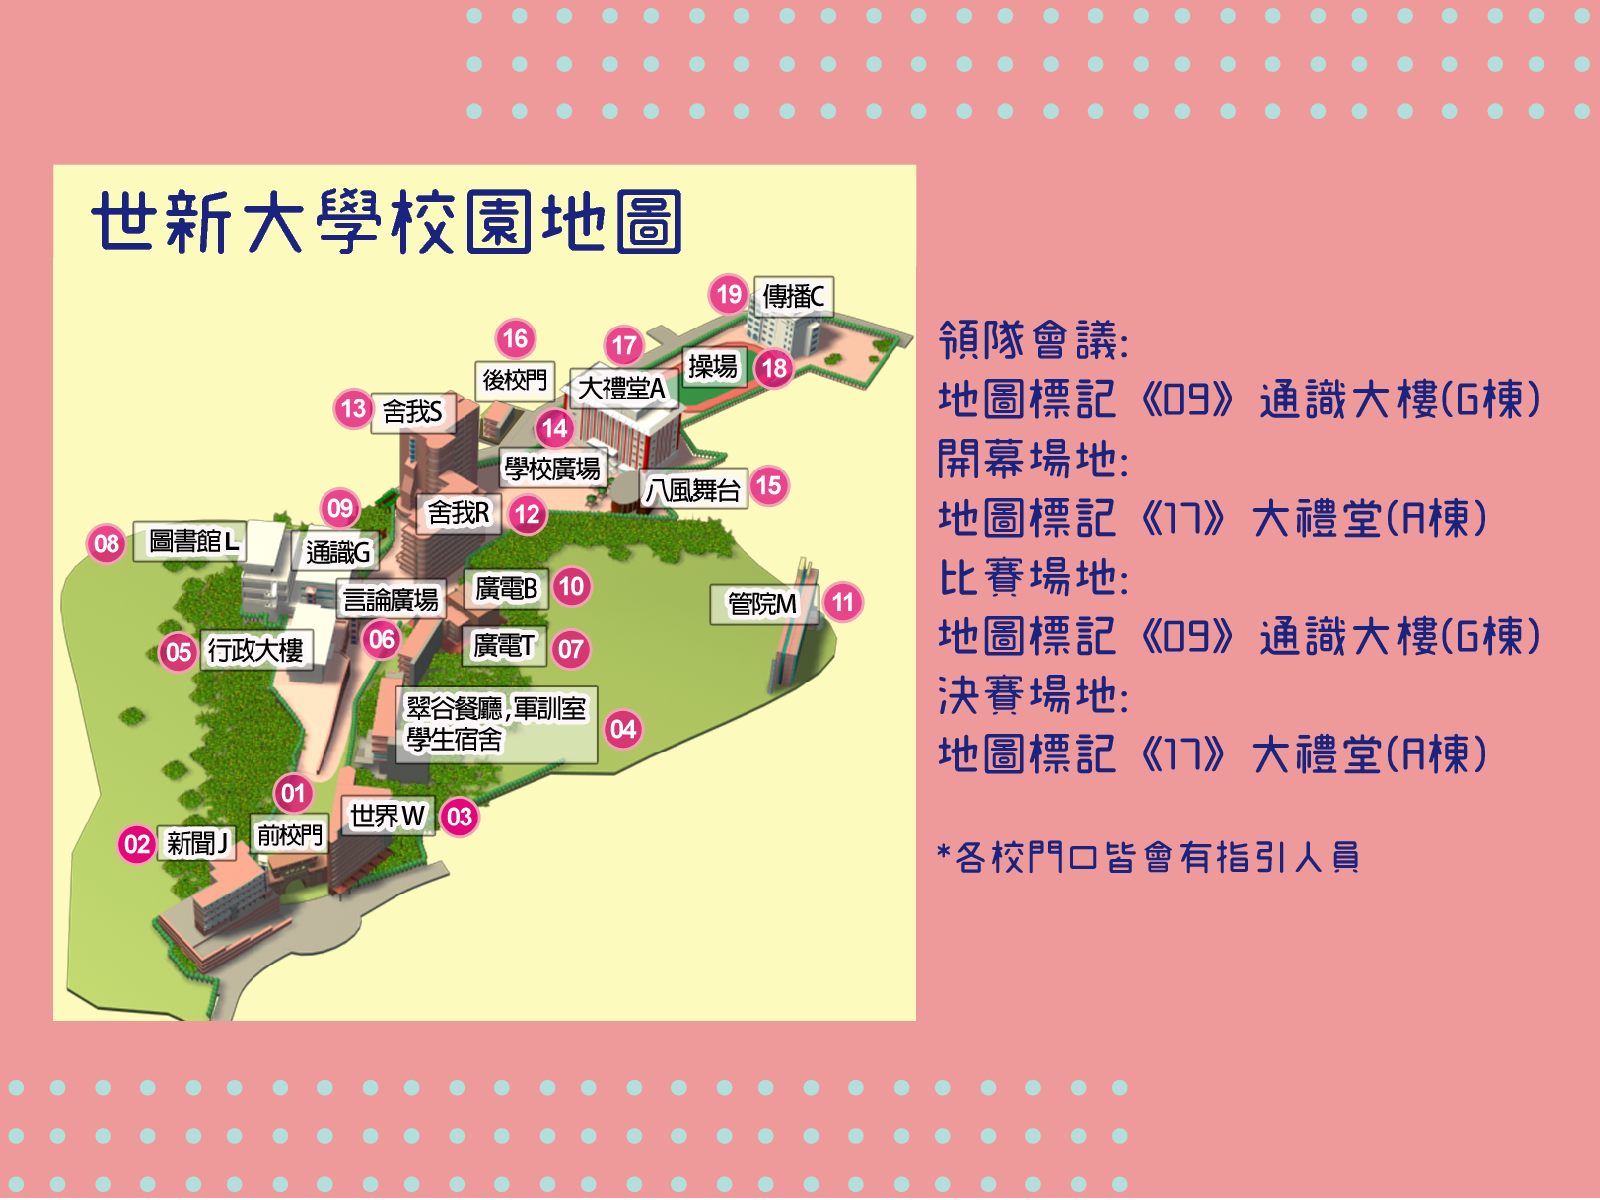 世新大學校園地圖
19 傳播C
16
17
後校門
大禮堂A
操場 18
13 舍我S
14
學校廣場
八風舞台 15
09
舍我R 12
08 圖書館L
通識G
言論廣場
廣電B 10
管院M 11
06
05 行政大樓
廣電T 07
翠谷餐廳,軍訓室
學生宿舍
04
01
世界W 03
02 新聞J
前校門
領隊會議:
地圖標記《09》通識大樓(G棟)
開幕場地:
地圖標記《17》大禮堂(A棟)
比賽場地:
地圖標記《09》通識大樓(G棟)
決賽場地:
地圖標記《17》大禮堂(A棟)
*各校門口皆會有指引人員